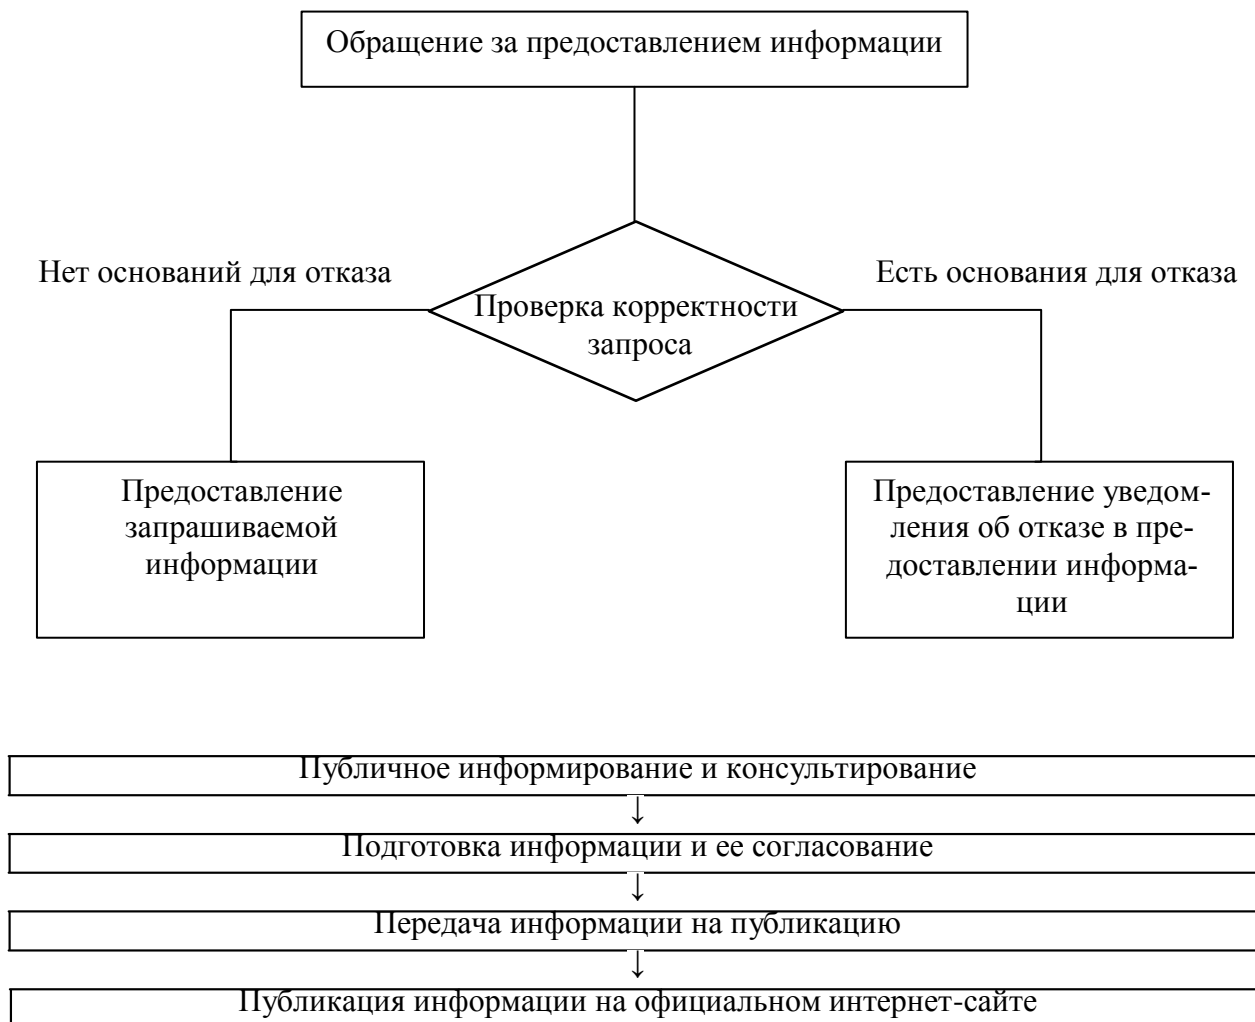 Обращение за предоставлением информации
Нет оснований для отказа
Есть основания для отказа
Проверка корректности
запроса
Предоставление
запрашиваемой
информации
Предоставление уведом-
ления об отказе в пре-
доставлении информа-
ции
Публичное информирование и консультирование
↓
Подготовка информации и ее согласование
↓
Передача информации на публикацию
↓
Публикация информации на официальном интернет-сайте